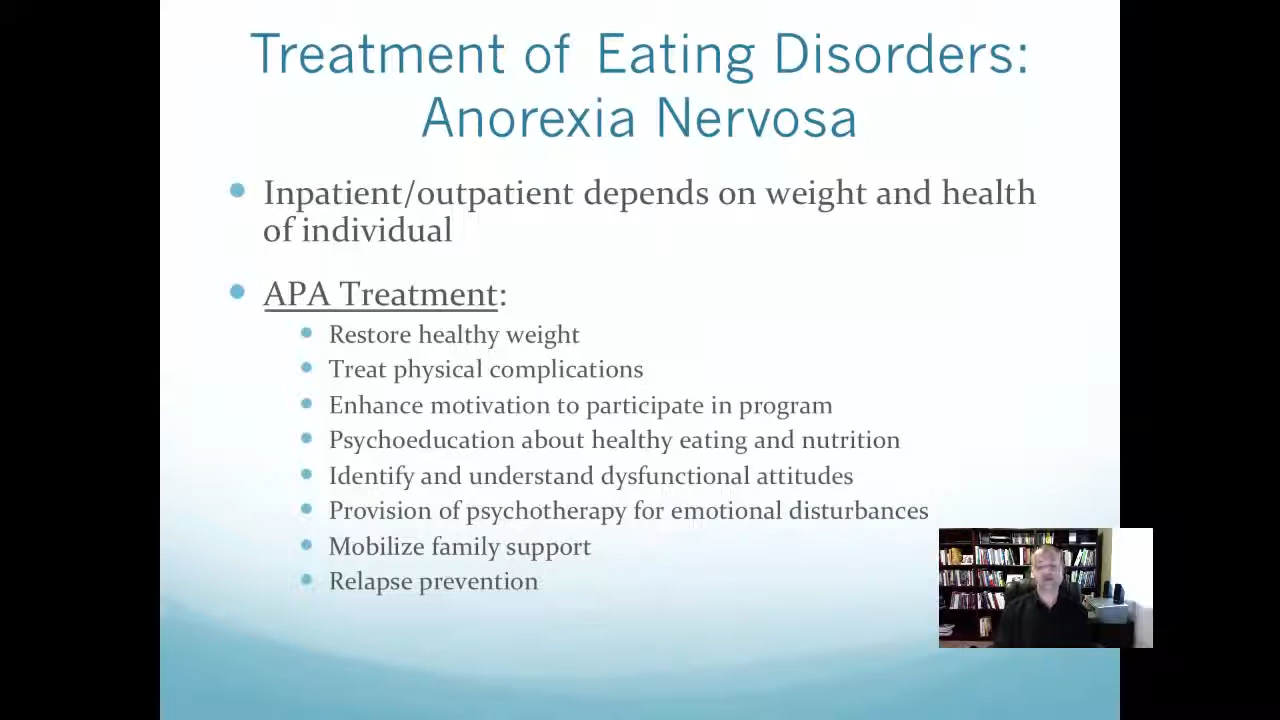 Treatment of Eating Disorders:
Anorexia Nervosa
Inpatient/outpatient depends on weight and health
of individual
APA Treatment:
Restore healthy weight
Treat physical complications
Enhance motivation to participate in program
Psychoeducation about healthy eating and nutrition
Identify and understand dysfunctional attitudes
Provision of psychotherapy for emotional disturbances
Mobilize family support
Relapse prevention